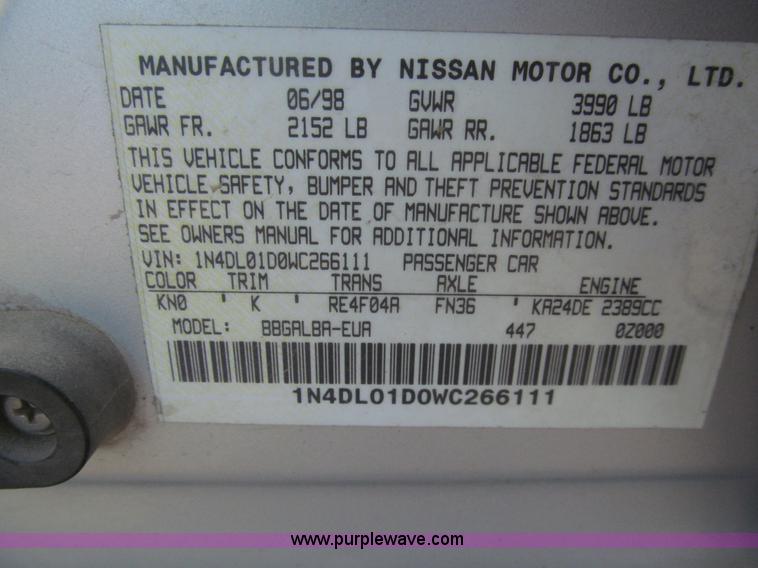 MANUFACTURED BY NISSAN MOTOR CO., LTD.
DATE 06/98 GVWR 3990 LB
GAWR FR. 2152 LB GAWR RR. 1863 LB
THIS VEHICLE CONFORMS TO ALL APPLICABLE FEDERAL MOTOR
VEHICLE SAFETY, BUMPER AND THEFT PREVENTION STANDARDS
IN EFFECT ON THE DATE OF MANUFACTURE SHOWN ABOVE.
SEE OWNERS MANUAL FOR ADDITIONAL INFORMATION.
VIN: 1N4DL01D0WC266111 PASSENGER CAR
COLOR TRIM TRANS AXLE ENGINE
KN0 ' K ' RE4F04A FN36 ' KA24DE 2389CC
MODEL: BBGALBA-EUA 447 0Z000
1N4DL01D0WC266111
www.purplewave.com